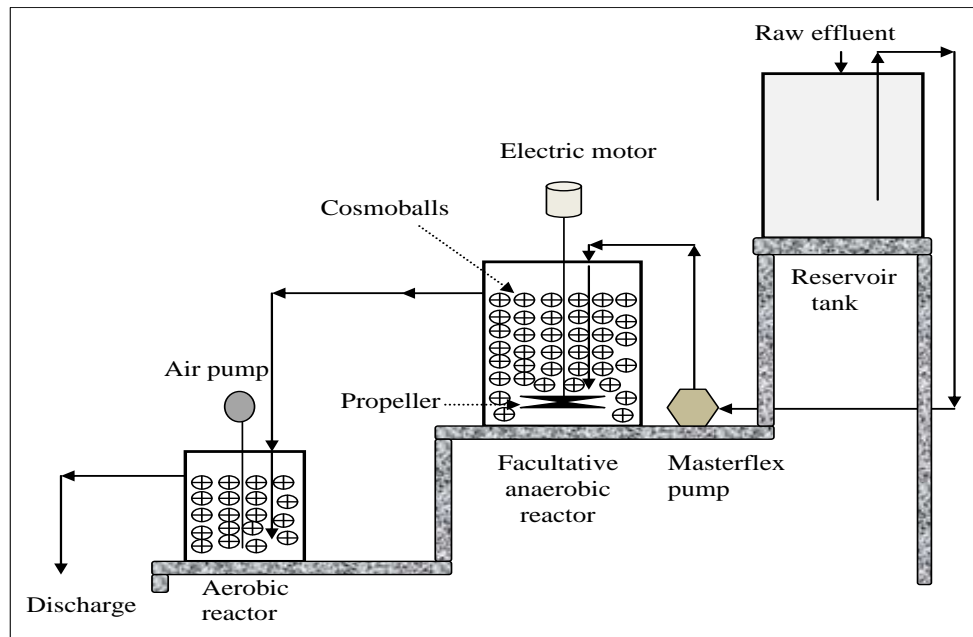 Raw effluent
Electric motor
Cosmoballs
Reservoir
tank
Air pump
Propeller
Facultative
anaerobic
reactor
Masterflex
pump
Aerobic
reactor
Discharge